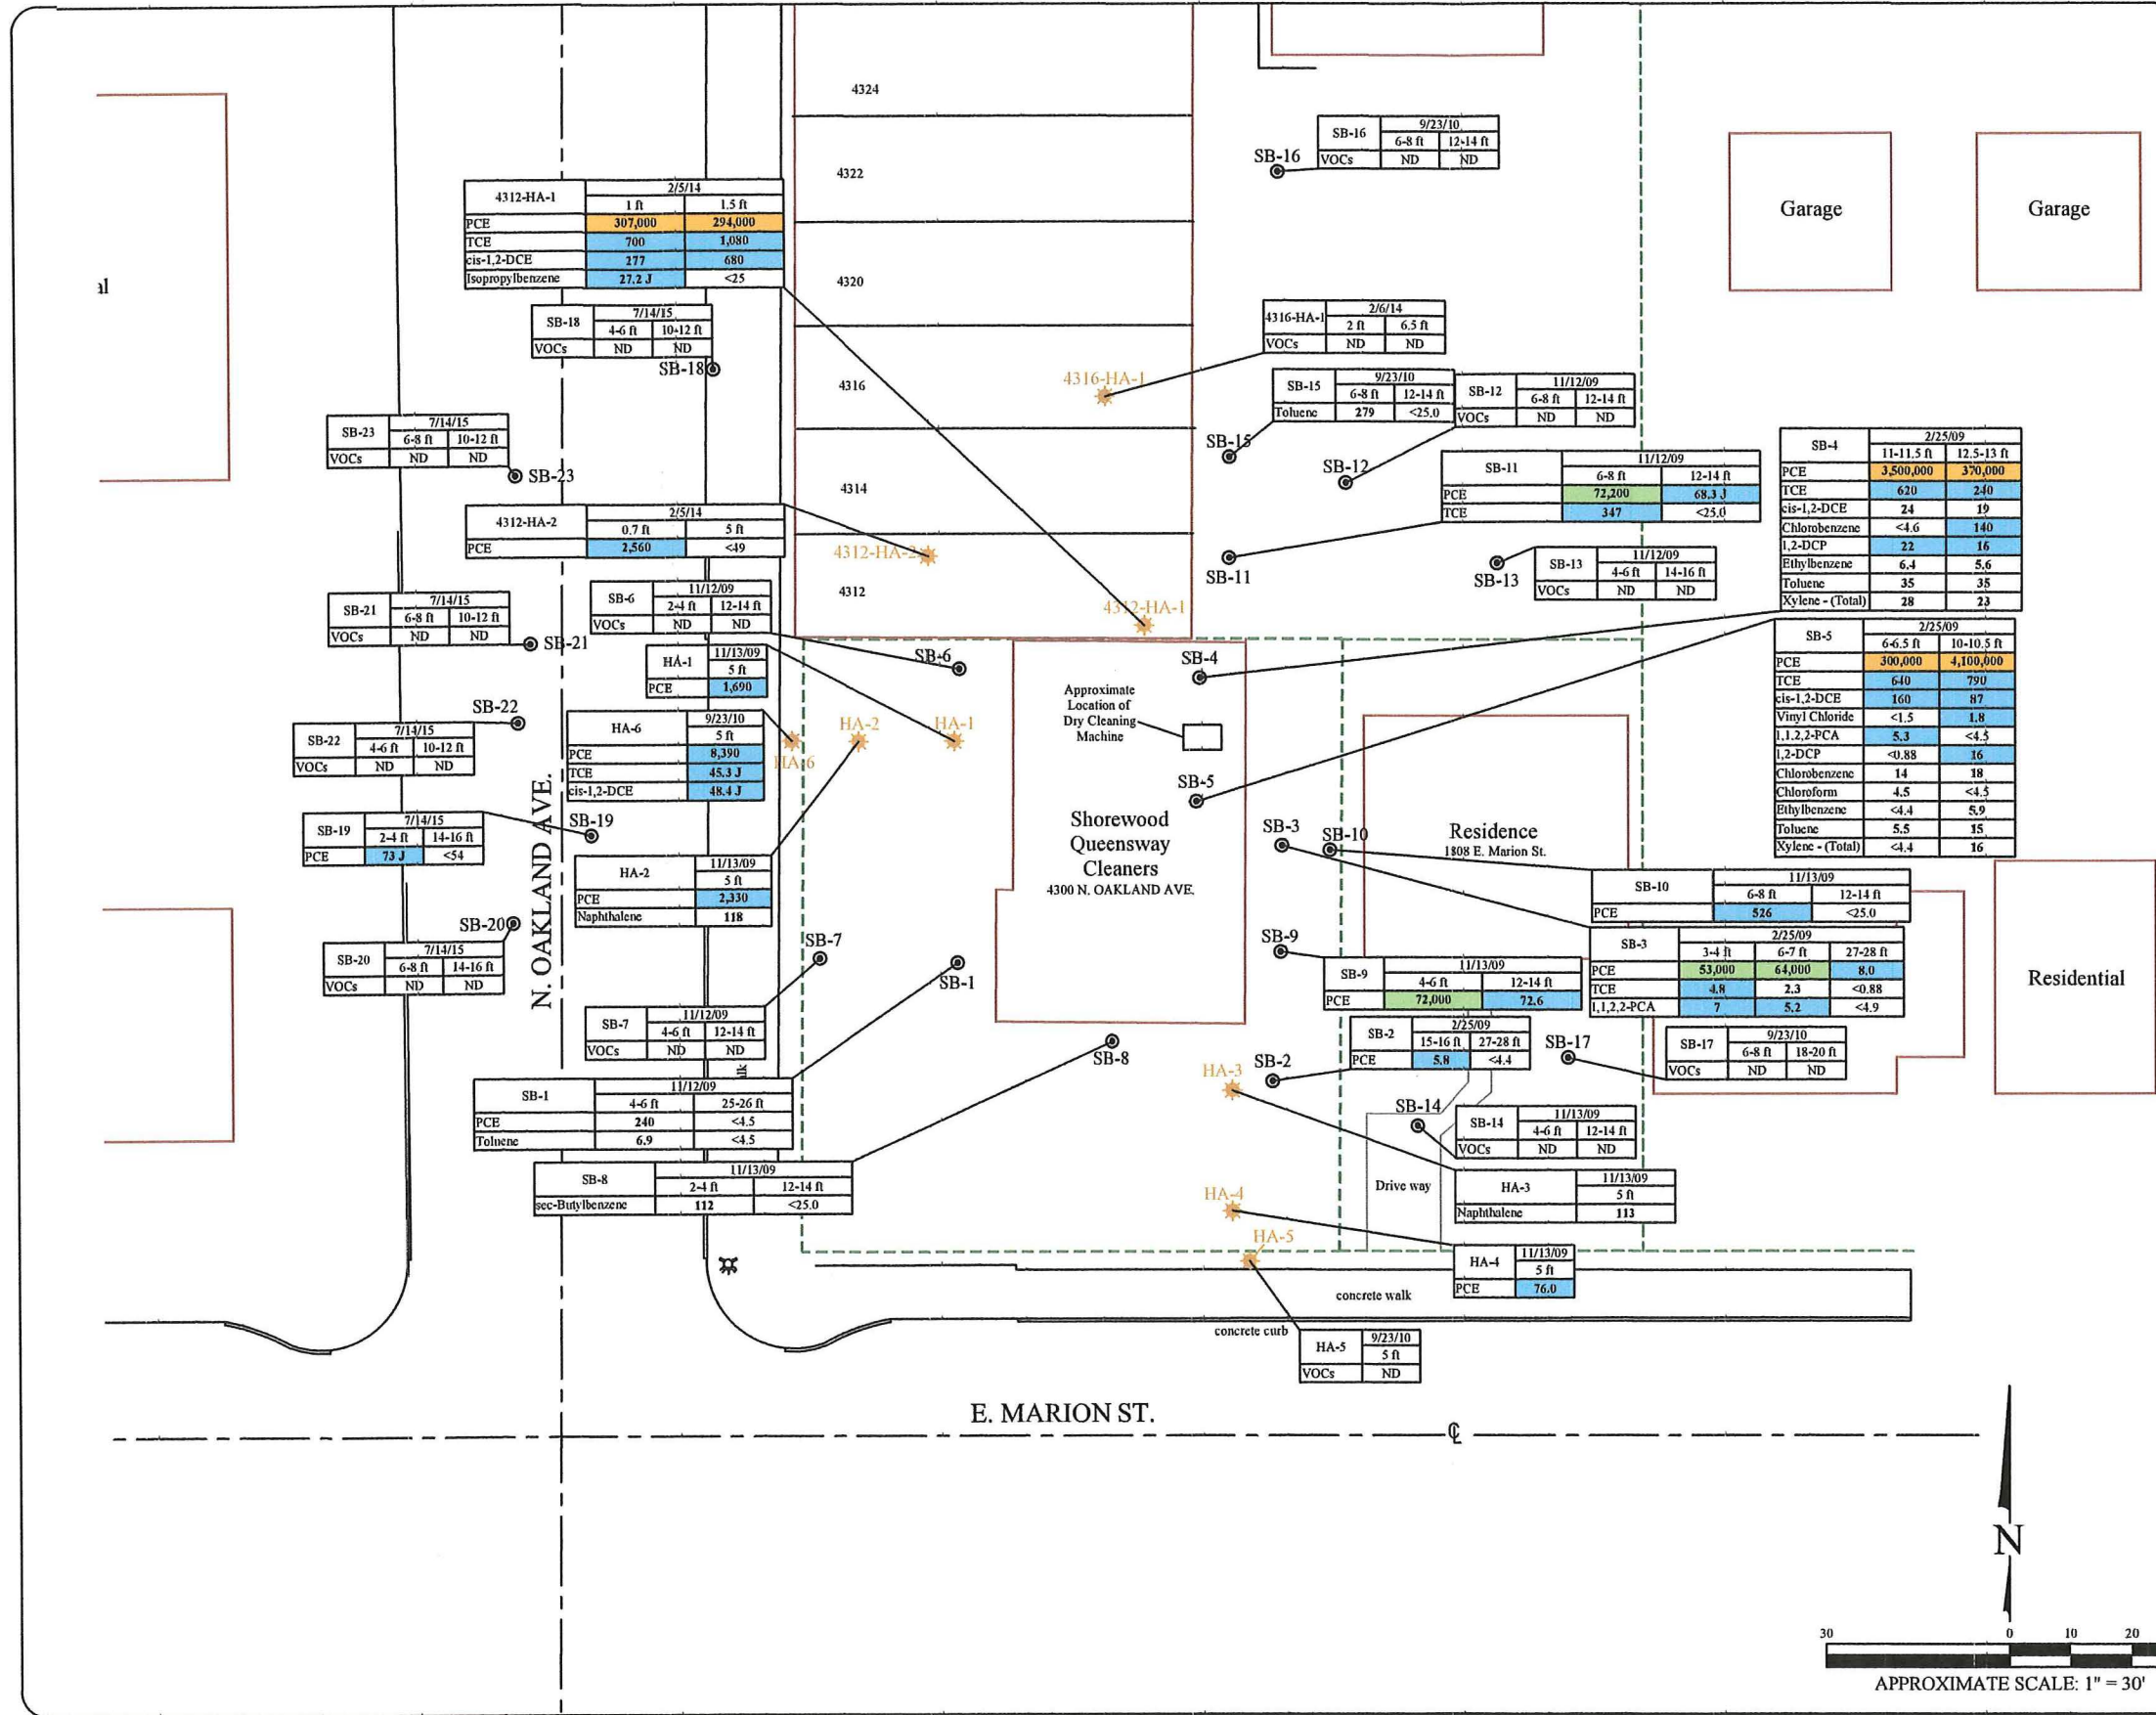 4324
4322
4320
4316
4314
4312
SB-16 9/23/10
6-8 ft 12-14 ft
VOCs ND ND
SB-16
Garage
Garage
4312-HA-1 2/5/14
1 ft 1.5 ft
PCE 307,000 294,000
TCE 700 1,080
cis-1,2-DCE 277 680
Isopropylbenzene 27.2 J <25
al
SB-18 7/14/15
4-6 ft 10-12 ft
VOCs ND ND
SB-18
4316-HA-1 2/6/14
2 ft 6.5 ft
VOCs ND ND
4316-HA-1
SB-15 9/23/10
6-8 ft 12-14 ft
Toluene 279 <25.0
SB-15
SB-12 11/12/09
6-8 ft 12-14 ft
VOCs ND ND
SB-12
SB-23 7/14/15
6-8 ft 10-12 ft
VOCs ND ND
SB-23
SB-11 11/12/09
6-8 ft 12-14 ft
PCE 72,200 68.3 J
TCE 347 <25.0
SB-11
SB-4 2/25/09
11-11.5 ft 12.5-13 ft
PCE 3,500,000 370,000
TCE 620 240
cis-1,2-DCE 24 19
Chlorobenzene <4.6 140
1,2-DCP 22 16
Ethylbenzene 6.4 5.6
Toluene 35 35
Xylene - (Total) 28 23
4312-HA-2 2/5/14
0.7 ft 5 ft
PCE 2,560 <49
4312-HA-2
SB-13
SB-13 11/12/09
4-6 ft 14-16 ft
VOCs ND ND
SB-6 11/12/09
2-4 ft 12-14 ft
VOCs ND ND
4312-HA-1
SB-21 7/14/15
6-8 ft 10-12 ft
VOCs ND ND
SB-21
SB-6
SB-4
HA-1 11/13/09
5 ft
PCE 1,690
SB-5 2/25/09
6-6.5 ft 10-10.5 ft
PCE 300,000 4,100,000
TCE 640 790
cis-1,2-DCE 160 87
Vinyl Chloride <1.5 1.8
1,1,2,2-PCA 5.3 <4.5
1,2-DCP <0.88 16
Chlorobenzene 14 18
Chloroform 4.5 <4.5
Ethylbenzene <4.4 5.9
Toluene 5.5 15
Xylene - (Total) <4.4 16
Approximate
Location of
Dry Cleaning
Machine
SB-22
SB-22 7/14/15
4-6 ft 10-12 ft
VOCs ND ND
HA-6 9/23/10
5 ft
PCE 8,390
TCE 45.3 J
cis-1,2-DCE 48.4 J
HA-6
HA-2
HA-1
SB-5
N. OAKLAND AVE.
SB-19 7/14/15
2-4 ft 14-16 ft
PCE 73 J <54
SB-19
Shorewood
Queensway
Cleaners
4300 N. OAKLAND AVE.
SB-3
SB-10
Residence
1808 E. Marion St.
HA-2 11/13/09
5 ft
PCE 2,330
Naphthalene 118
SB-10 11/13/09
6-8 ft 12-14 ft
PCE 526 <25.0
SB-3 2/25/09
3-4 ft 6-7 ft 27-28 ft
PCE 53,000 64,000 8.0
TCE 4.8 2.3 <0.88
1,1,2,2-PCA 7 5.2 <4.9
SB-20
SB-20 7/14/15
6-8 ft 14-16 ft
VOCs ND ND
SB-7
SB-1
SB-9
SB-9 11/13/09
4-6 ft 12-14 ft
PCE 72,000 72.6
Residential
SB-7 11/12/09
4-6 ft 12-14 ft
VOCs ND ND
SB-8
SB-2
SB-2 2/25/09
15-16 ft 27-28 ft
PCE 5.8 <4.4
SB-17
SB-17 9/23/10
6-8 ft 18-20 ft
VOCs ND ND
HA-3
lk
SB-1 11/12/09
4-6 ft 25-26 ft
PCE 240 <4.5
Toluene 6.9 <4.5
SB-14
SB-14 11/13/09
4-6 ft 12-14 ft
VOCs ND ND
SB-8 11/13/09
2-4 ft 12-14 ft
sec-Butylbenzene 112 <25.0
Drive way
HA-3 11/13/09
5 ft
Naphthalene 113
HA-4
HA-5
HA-4 11/13/09
5 ft
PCE 76.0
concrete walk
concrete curb
HA-5 9/23/10
5 ft
VOCs ND
E. MARION ST.
℄
N
30 0 10 20
APPROXIMATE SCALE: 1" = 30'